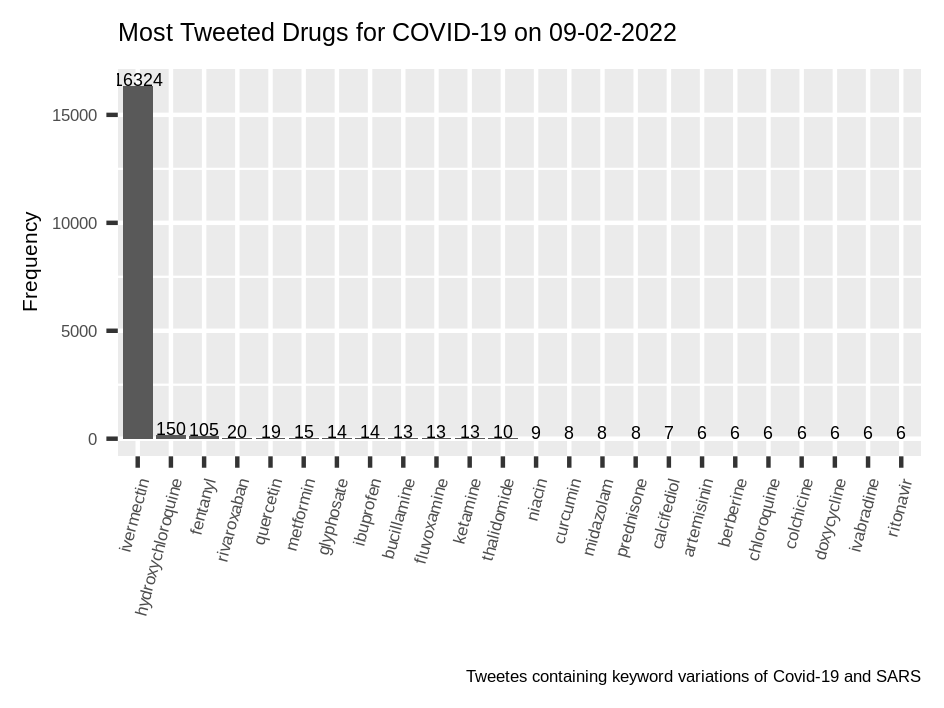 Most Tweeted Drugs for COVID-19 on 09-02-2022
Frequency
15000
10000
5000
0
16324
150
105
20
19
15
14
14
13
13
13
10
9
8
8
8
7
6
6
6
6
6
6
6
ivermectin
hydroxychloroquine
fentanyl
rivaroxaban
quercetin
metformin
glyphosate
ibuprofen
bucillamine
fluvoxamine
ketamine
thalidomide
niacin
curcumin
midazolam
prednisone
calcifediol
artemisinin
berberine
chloroquine
colchicine
doxycycline
ivabradine
ritonavir
Tweetes containing keyword variations of Covid-19 and SARS